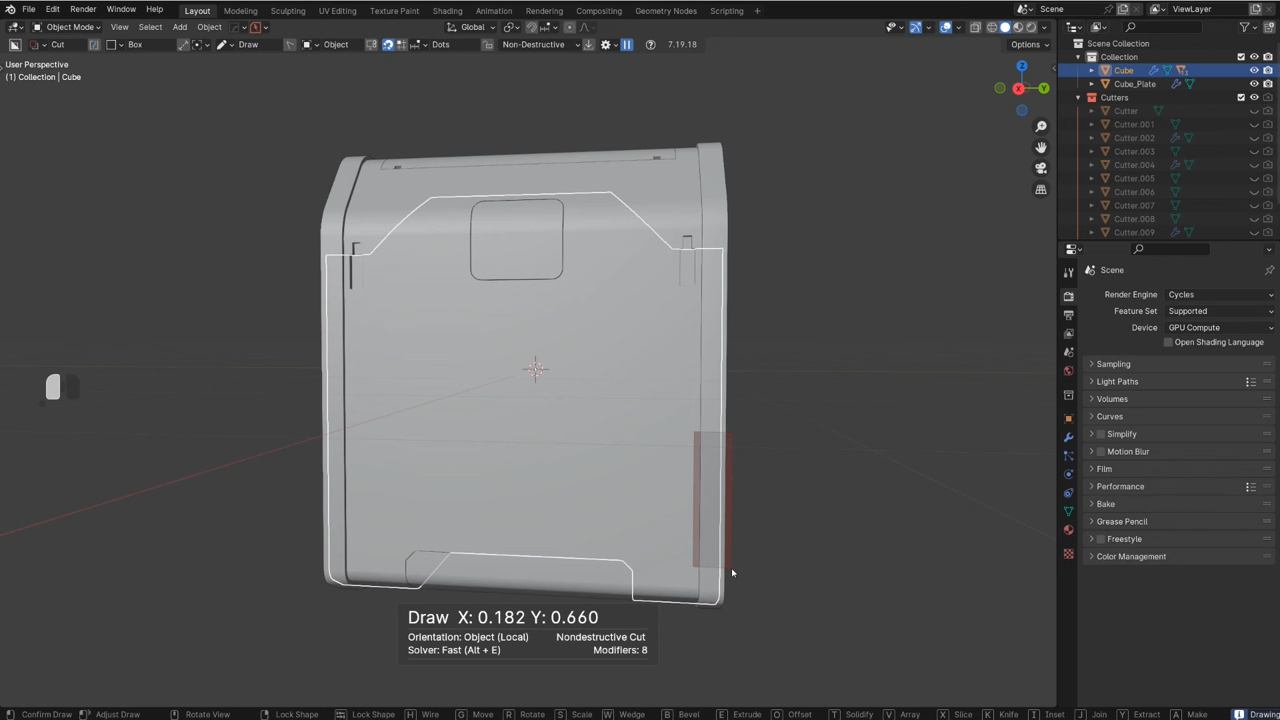 File Edit Render Window Help Layout Modeling Sculpting UV Editing Texture Paint Shading Animation Rendering Compositing Geometry Nodes Scripting + Scene ViewLayer
Object Mode View Select Add Object Global
Cut Box Draw Object Dots Non-Destructive 7.19.18 Options
User Perspective
(1) Collection | Cube
Z
X
Y
Scene Collection
Collection
Cube
Cube_Plate
Cutters
Cutter
Cutter.001
Cutter.002
Cutter.003
Cutter.004
Cutter.005
Cutter.006
Cutter.007
Cutter.008
Cutter.009
Scene
Render Engine Cycles
Feature Set Supported
Device GPU Compute
Open Shading Language
Sampling
Light Paths
Volumes
Curves
Simplify
Motion Blur
Film
Performance
Bake
Grease Pencil
Freestyle
Color Management
Draw X: 0.182 Y: 0.660
Orientation: Object (Local) Nondestructive Cut
Solver: Fast (Alt + E) Modifiers: 8
Confirm Draw Adjust Draw Rotate View Lock Shape Lock Shape H Wire G Move R Rotate S Scale W Wedge B Bevel E Extrude O Offset T Solidify V Array X Slice K Knife I Inset J Join Y Extract A Make Drawing